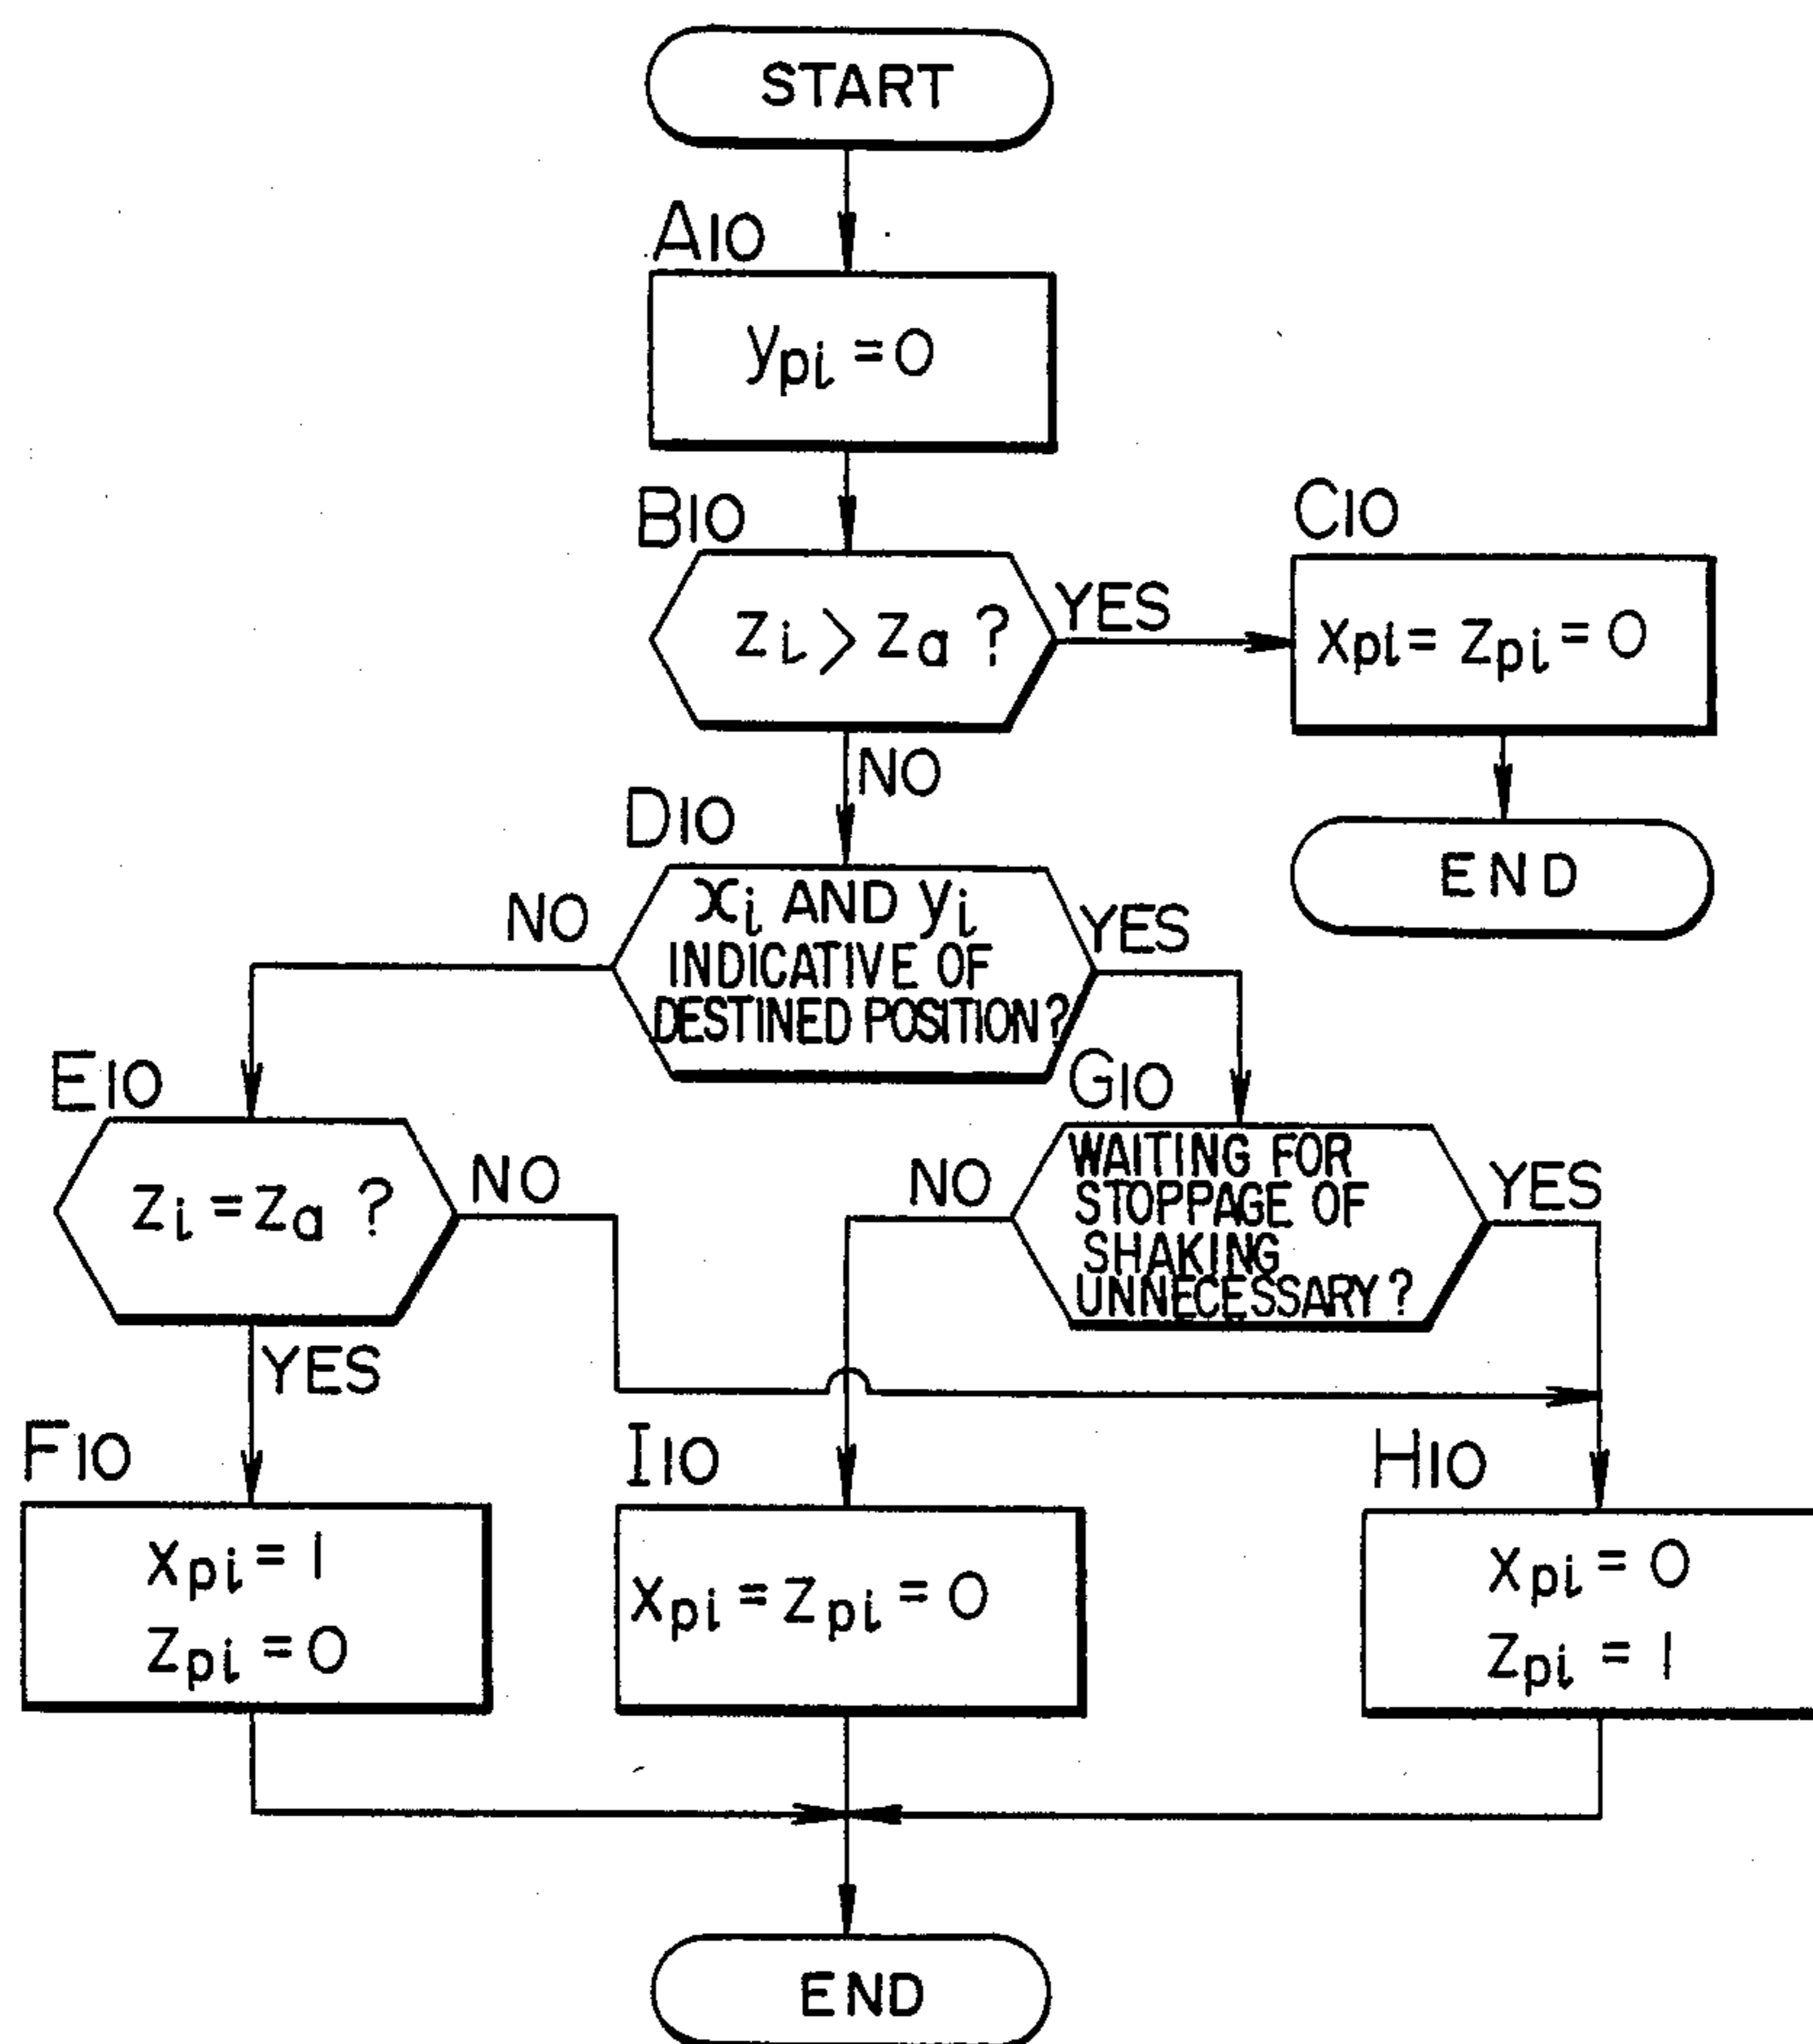 START
A10
ypi = 0
B10
zi > za ?
YES
C10
xpi = zpi = 0
NO
END
D10
xi AND yi
INDICATIVE OF
DESTINED POSITION?
NO
YES
E10
zi = za ?
NO
YES
G10
WAITING FOR
STOPPAGE OF
SHAKING
UNNECESSARY?
NO
YES
F10
xpi = 1
zpi = 0
I10
xpi = zpi = 0
H10
xpi = 0
zpi = 1
END